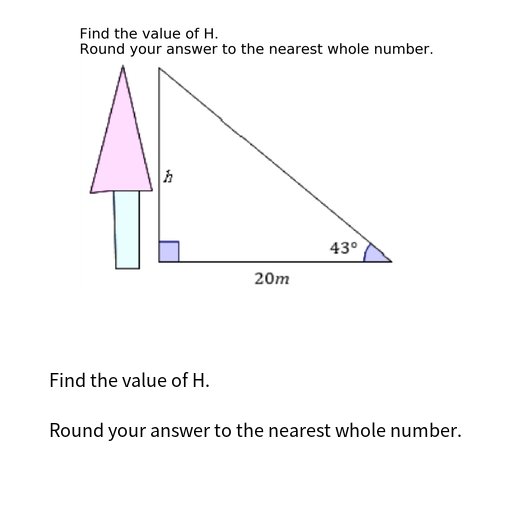 Find the value of H.
Round your answer to the nearest whole number.
h
43°
20m
Find the value of H.
Round your answer to the nearest whole number.